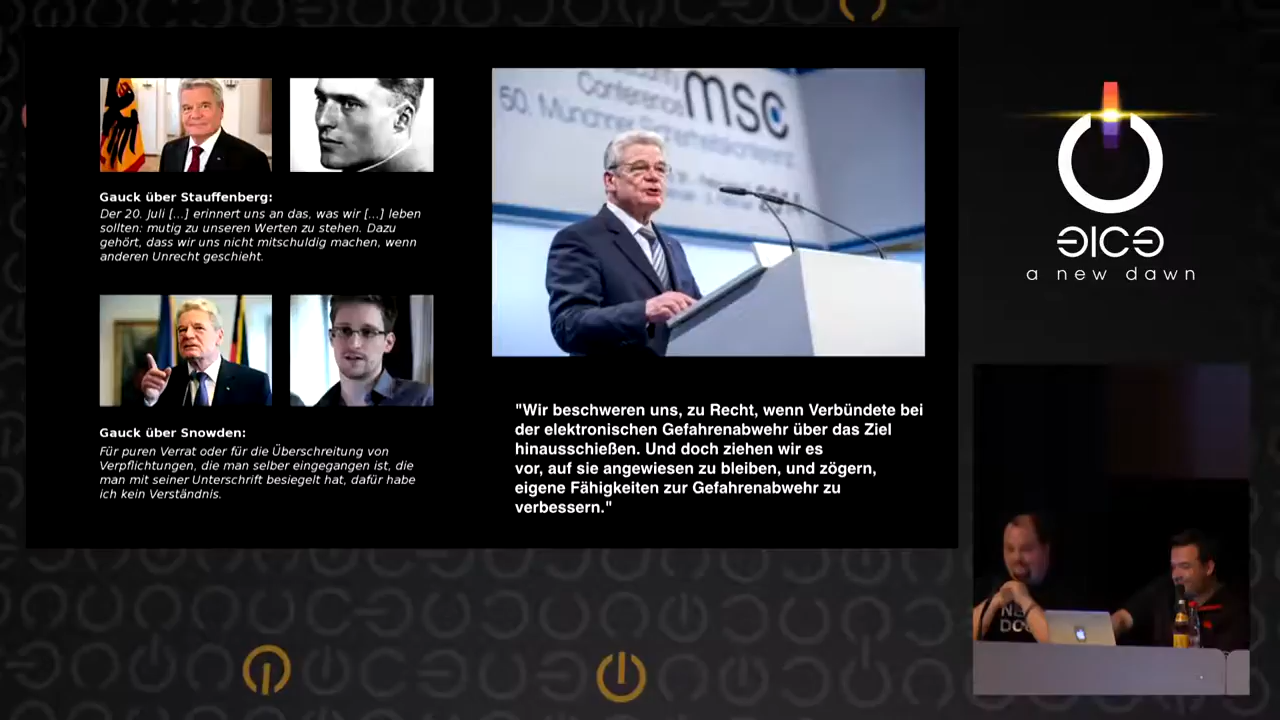 Gauck über Stauffenberg:
Der 20. Juli [...] erinnert uns an das, was wir [...] leben
sollten: mutig zu unseren Werten zu stehen. Dazu
gehört, dass wir uns nicht mitschuldig machen, wenn
anderen Unrecht geschieht.
Gauck über Snowden:
Für puren Verrat oder für die Überschreitung von
Verpflichtungen, die man selber eingegangen ist, die
man mit seiner Unterschrift besiegelt hat, dafür habe
ich kein Verständnis.
Conference
msc
50. Münchner Sicherheitskonferenz
2014
"Wir beschweren uns, zu Recht, wenn Verbündete bei
der elektronischen Gefahrenabwehr über das Ziel
hinausschießen. Und doch ziehen wir es
vor, auf sie angewiesen zu bleiben, und zögern,
eigene Fähigkeiten zur Gefahrenabwehr zu
verbessern."
a new dawn